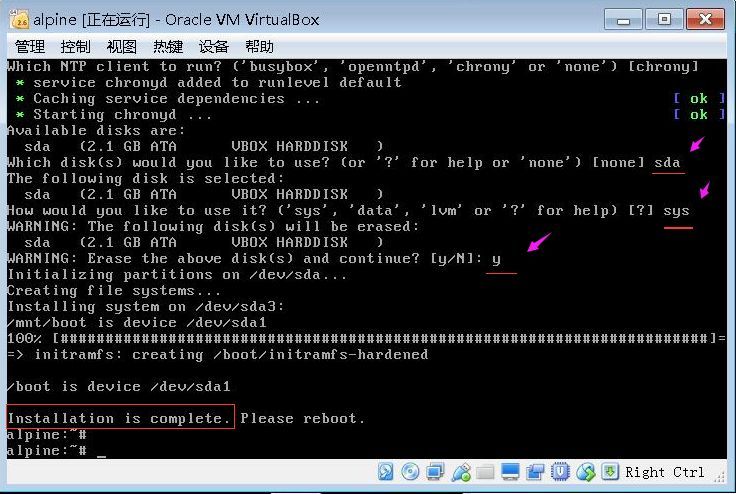 alpine [正在运行] - Oracle VM VirtualBox
管理 控制 视图 热键 设备 帮助
Which NTP client to run? ('busybox', 'openntpd', 'chrony' or 'none') [chrony]
* service chronyd added to runlevel default
* Caching service dependencies ... [ ok ]
* Starting chronyd ... [ ok ]
Available disks are:
sda (2.1 GB ATA VBOX HARDDISK )
Which disk(s) would you like to use? (or '?' for help or 'none') [none] sda
The following disk is selected:
sda (2.1 GB ATA VBOX HARDDISK )
How would you like to use it? ('sys', 'data', 'lvm' or '?' for help) [?] sys
WARNING: The following disk(s) will be erased:
sda (2.1 GB ATA VBOX HARDDISK )
WARNING: Erase the above disk(s) and continue? [y/N]: y
Initializing partitions on /dev/sda...
Creating file systems...
Installing system on /dev/sda3:
/mnt/boot is device /dev/sda1
100% [########################################################################]=
=> initramfs: creating /boot/initramfs-hardened
/boot is device /dev/sda1
Installation is complete. Please reboot.
alpine:~#
alpine:~# _
Right Ctrl